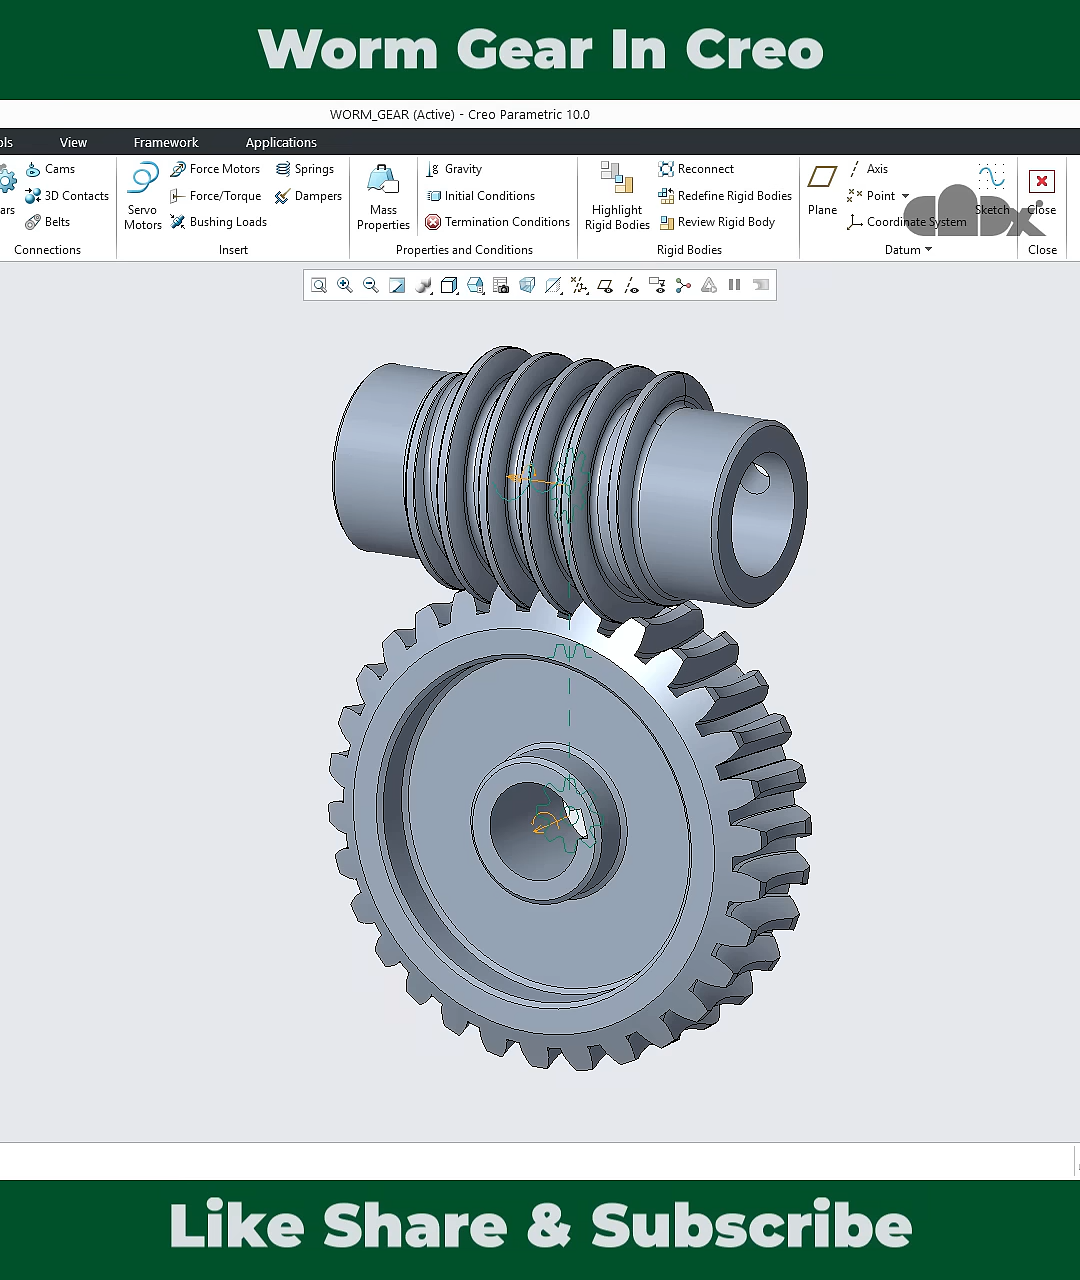 Worm Gear In Creo
WORM_GEAR (Active) - Creo Parametric 10.0
ols View Framework Applications
Cams Force Motors Springs Gravity Reconnect Axis
3D Contacts Force/Torque Dampers Initial Conditions Redefine Rigid Bodies Point
ars Servo Motors Mass Properties Highlight Rigid Bodies Plane Sketch Close
Belts Bushing Loads Termination Conditions Review Rigid Body Coordinate System
Connections Insert Properties and Conditions Rigid Bodies Datum Close
CADX
Like Share & Subscribe